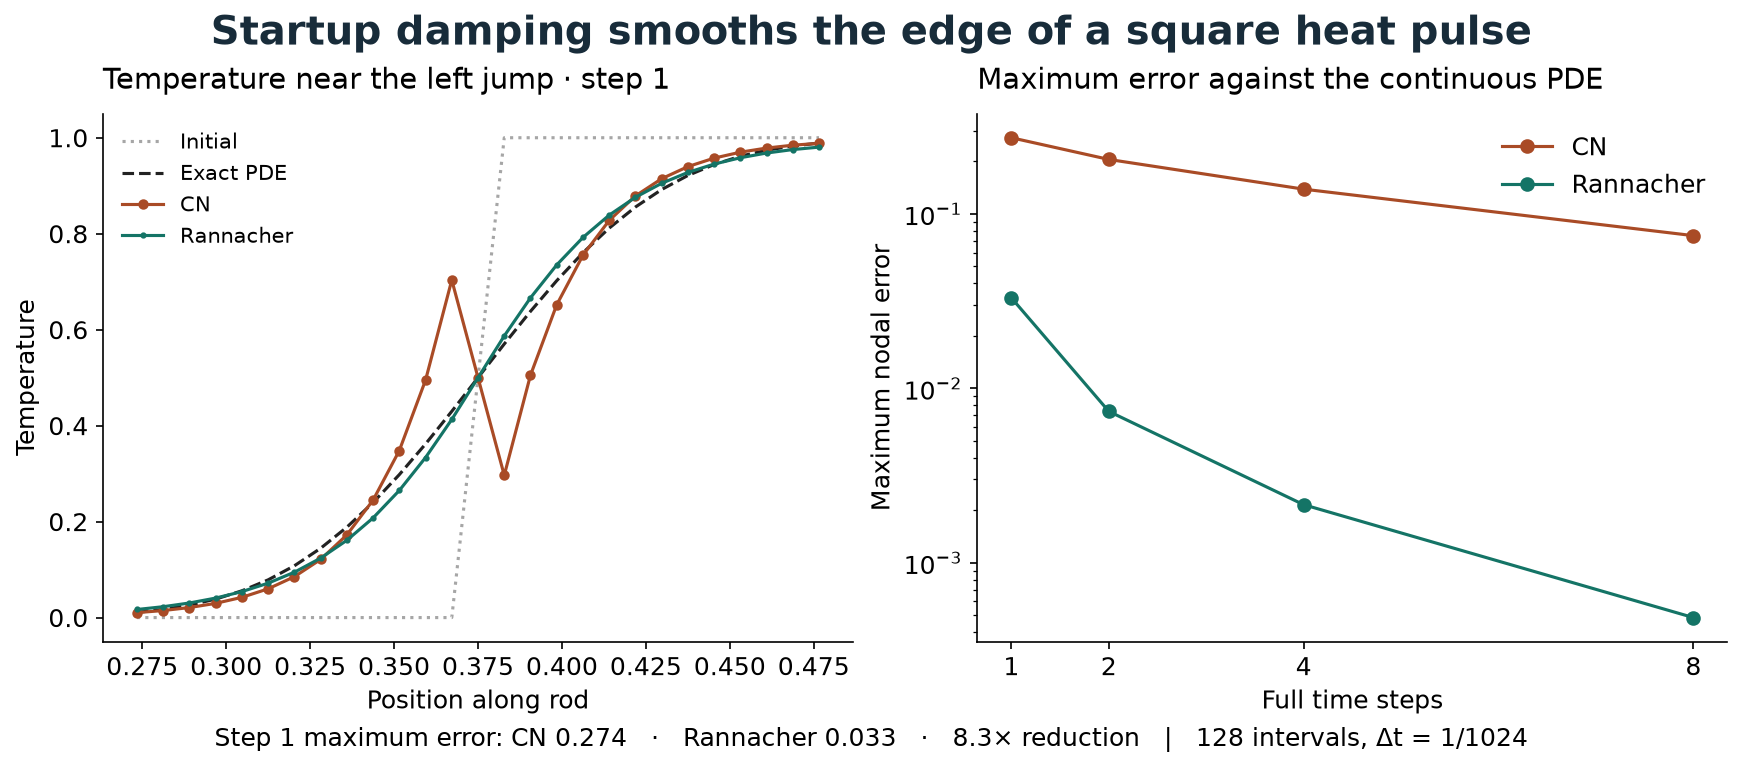 Startup damping smooths the edge of a square heat pulse
Temperature near the left jump · step 1
Initial
Exact PDE
CN
Rannacher
Temperature
1.0
0.8
0.6
0.4
0.2
0.0
0.275 0.300 0.325 0.350 0.375 0.400 0.425 0.450 0.475
Position along rod
Maximum error against the continuous PDE
CN
Rannacher
Maximum nodal error
10⁻¹
10⁻²
10⁻³
1 2 4 8
Full time steps
Step 1 maximum error: CN 0.274 · Rannacher 0.033 · 8.3× reduction | 128 intervals, Δt = 1/1024